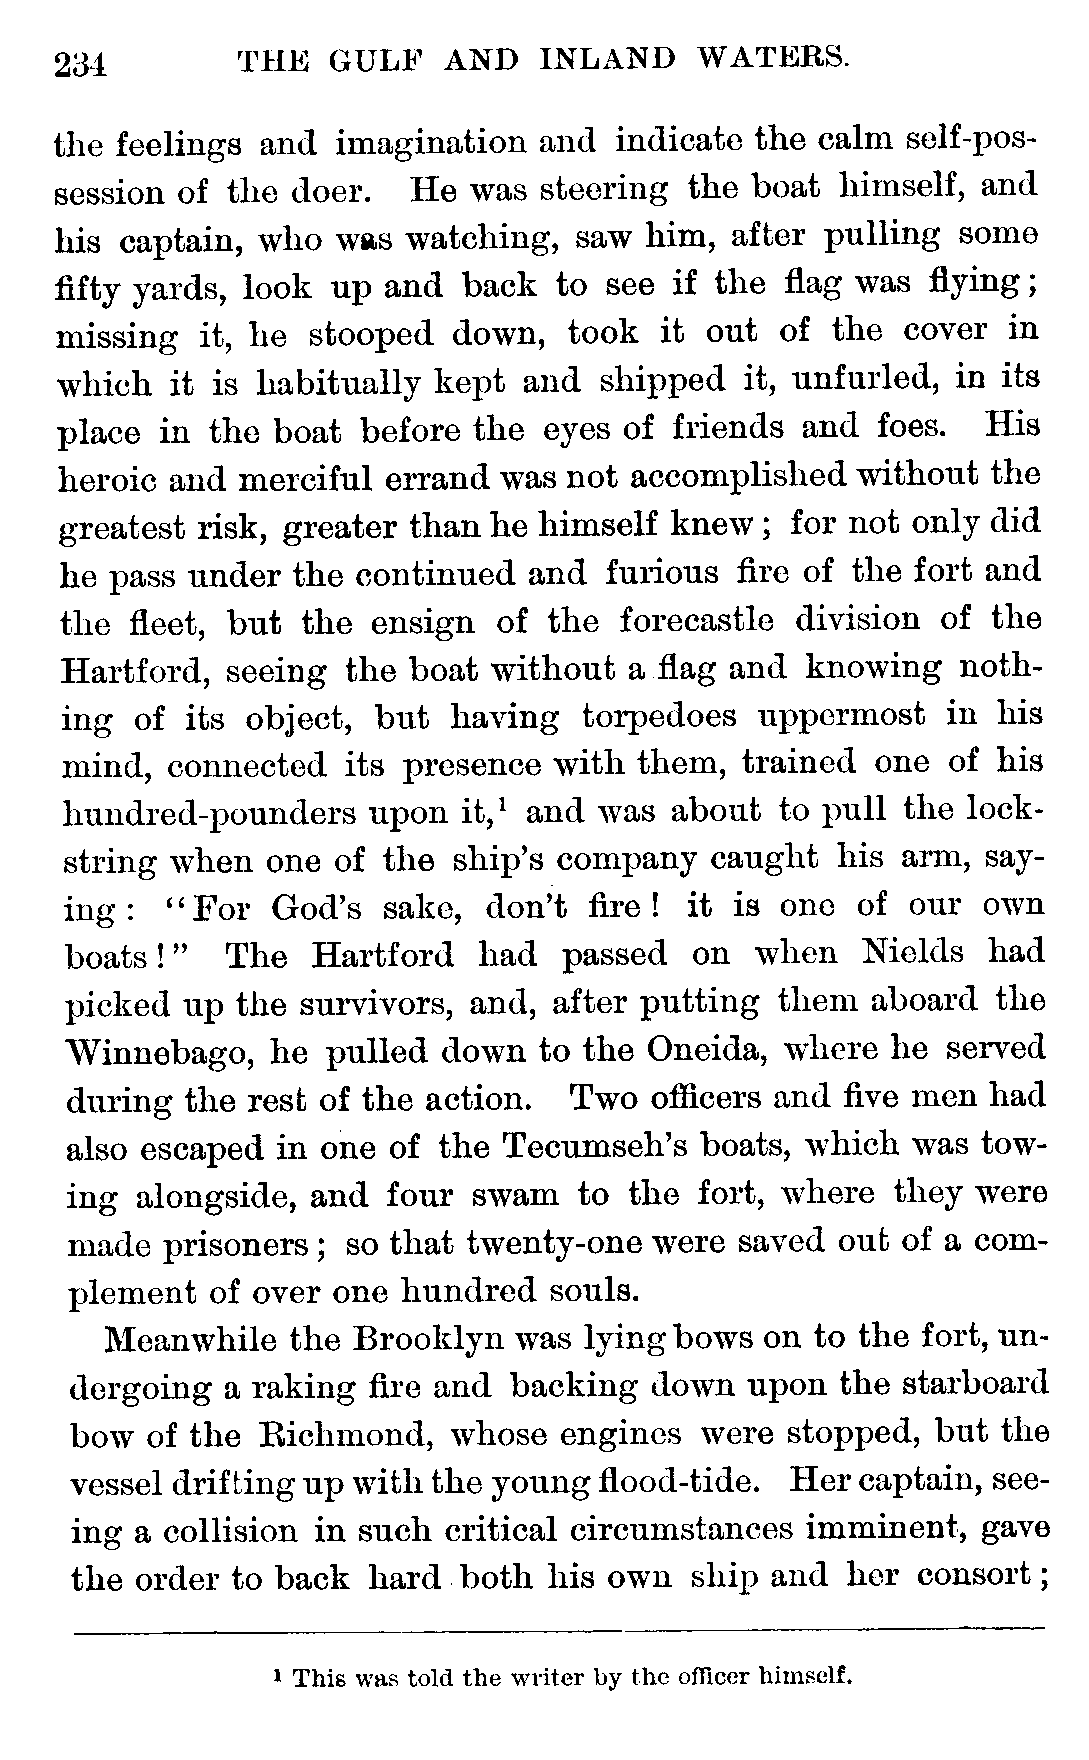 234 THE GULF AND INLAND WATERS.
the feelings and imagination and indicate the calm self-pos-
session of the doer. He was steering the boat himself, and
his captain, who was watching, saw him, after pulling some
fifty yards, look up and back to see if the flag was flying;
missing it, he stooped down, took it out of the cover in
which it is habitually kept and shipped it, unfurled, in its
place in the boat before the eyes of friends and foes. His
heroic and merciful errand was not accomplished without the
greatest risk, greater than he himself knew; for not only did
he pass under the continued and furious fire of the fort and
the fleet, but the ensign of the forecastle division of the
Hartford, seeing the boat without a flag and knowing noth-
ing of its object, but having torpedoes uppermost in his
mind, connected its presence with them, trained one of his
hundred-pounders upon it,¹ and was about to pull the lock-
string when one of the ship's company caught his arm, say-
ing: "For God's sake, don't fire! it is one of our own
boats!" The Hartford had passed on when Nields had
picked up the survivors, and, after putting them aboard the
Winnebago, he pulled down to the Oneida, where he served
during the rest of the action. Two officers and five men had
also escaped in one of the Tecumseh's boats, which was tow-
ing alongside, and four swam to the fort, where they were
made prisoners; so that twenty-one were saved out of a com-
plement of over one hundred souls.
Meanwhile the Brooklyn was lying bows on to the fort, un-
dergoing a raking fire and backing down upon the starboard
bow of the Richmond, whose engines were stopped, but the
vessel drifting up with the young flood-tide. Her captain, see-
ing a collision in such critical circumstances imminent, gave
the order to back hard both his own ship and her consort;
¹ This was told the writer by the officer himself.